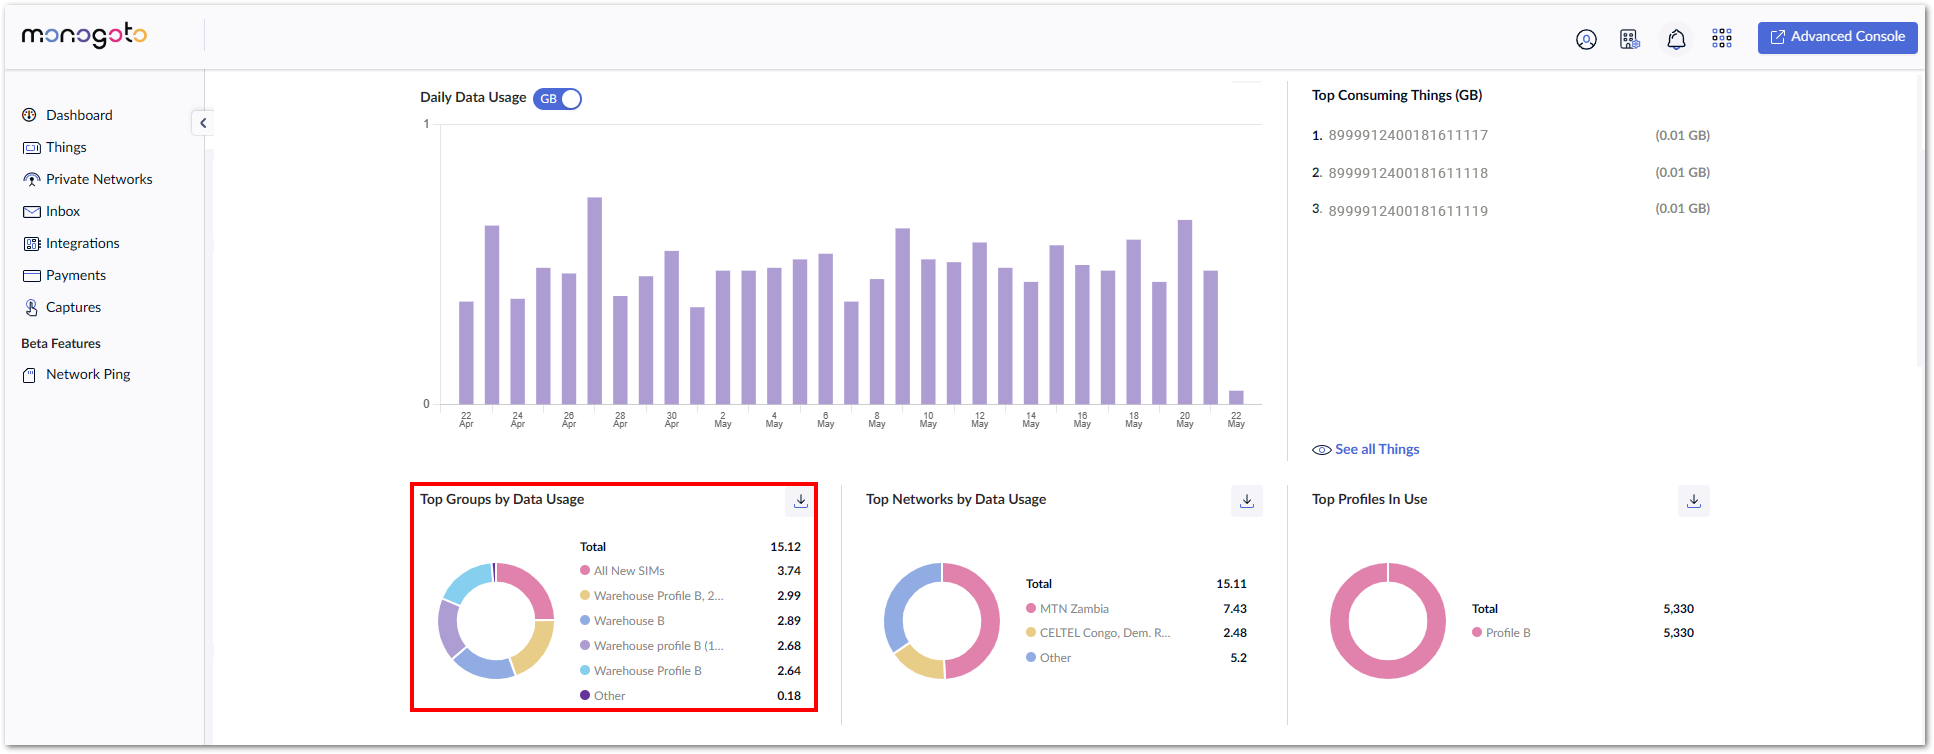 monogoto
Advanced Console
Dashboard
Things
Private Networks
Inbox
Integrations
Payments
Captures
Beta Features
Network Ping
Daily Data Usage GB
1
0
22 Apr 24 Apr 26 Apr 28 Apr 30 Apr 2 May 4 May 6 May 8 May 10 May 12 May 14 May 16 May 18 May 20 May 22 May
Top Consuming Things (GB)
1. 8999912400181611117 (0.01 GB)
2. 8999912400181611118 (0.01 GB)
3. 8999912400181611119 (0.01 GB)
See all Things
Top Groups by Data Usage
Total 15.12
All New SIMs 3.74
Warehouse Profile B, 2... 2.99
Warehouse B 2.89
Warehouse profile B (1... 2.68
Warehouse Profile B 2.64
Other 0.18
Top Networks by Data Usage
Total 15.11
MTN Zambia 7.43
CELTEL Congo, Dem. R... 2.48
Other 5.2
Top Profiles In Use
Total 5,330
Profile B 5,330